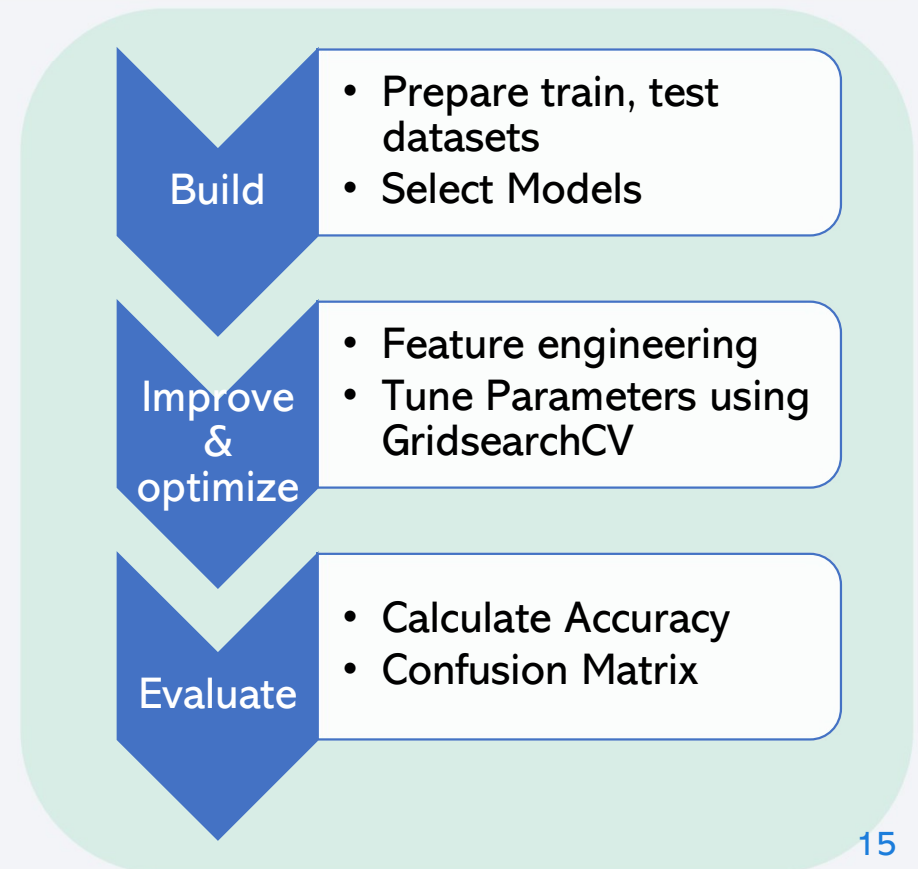 Build
• Prepare train, test
datasets
• Select Models
Improve
&
optimize
• Feature engineering
• Tune Parameters using
GridsearchCV
Evaluate
• Calculate Accuracy
• Confusion Matrix
15